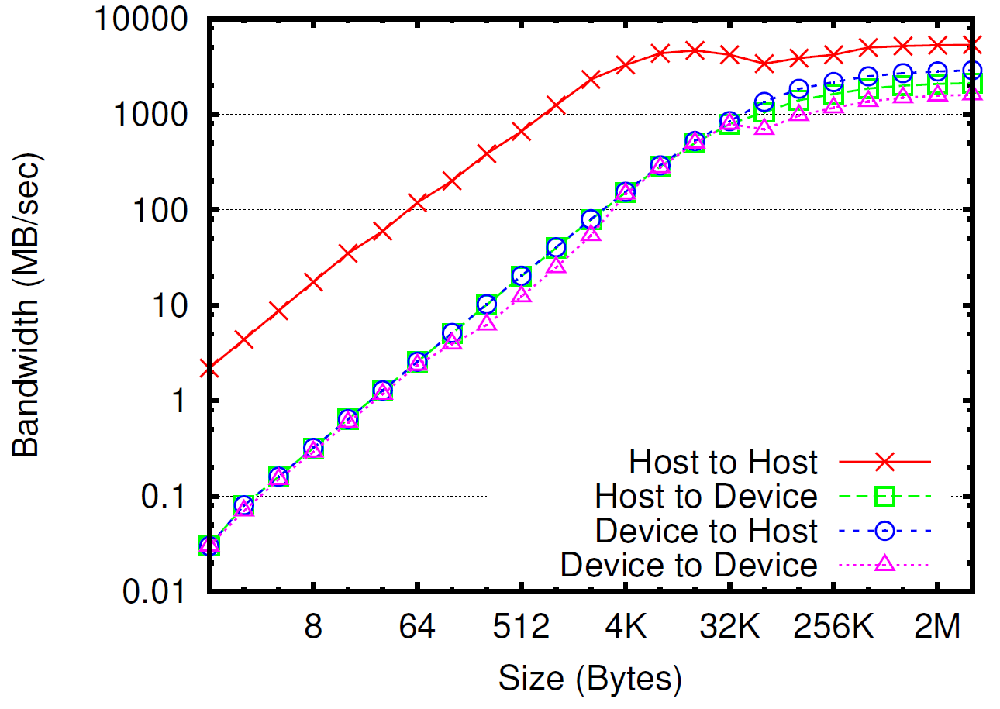 10000
1000
100
10
1
0.1
0.01
Bandwidth (MB/sec)
Host to Host
Host to Device
Device to Host
Device to Device
8 64 512 4K 32K 256K 2M
Size (Bytes)